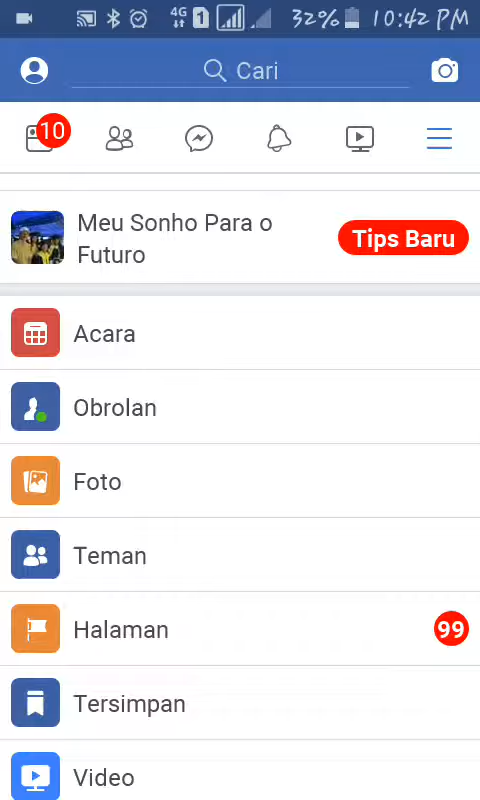 4G 1 32% 10:42 PM
Cari
10
Meu Sonho Para o
Futuro
Tips Baru
Acara
Obrolan
Foto
Teman
Halaman 99
Tersimpan
Video